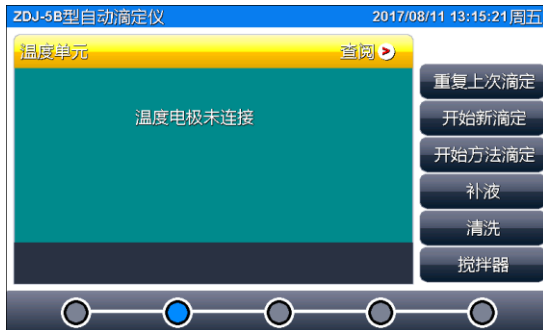 ZDJ-5B型自动滴定仪 2017/08/11 13:15:21 周五
温度单元 查阅
温度电极未连接
重复上次滴定
开始新滴定
开始方法滴定
补液
清洗
搅拌器